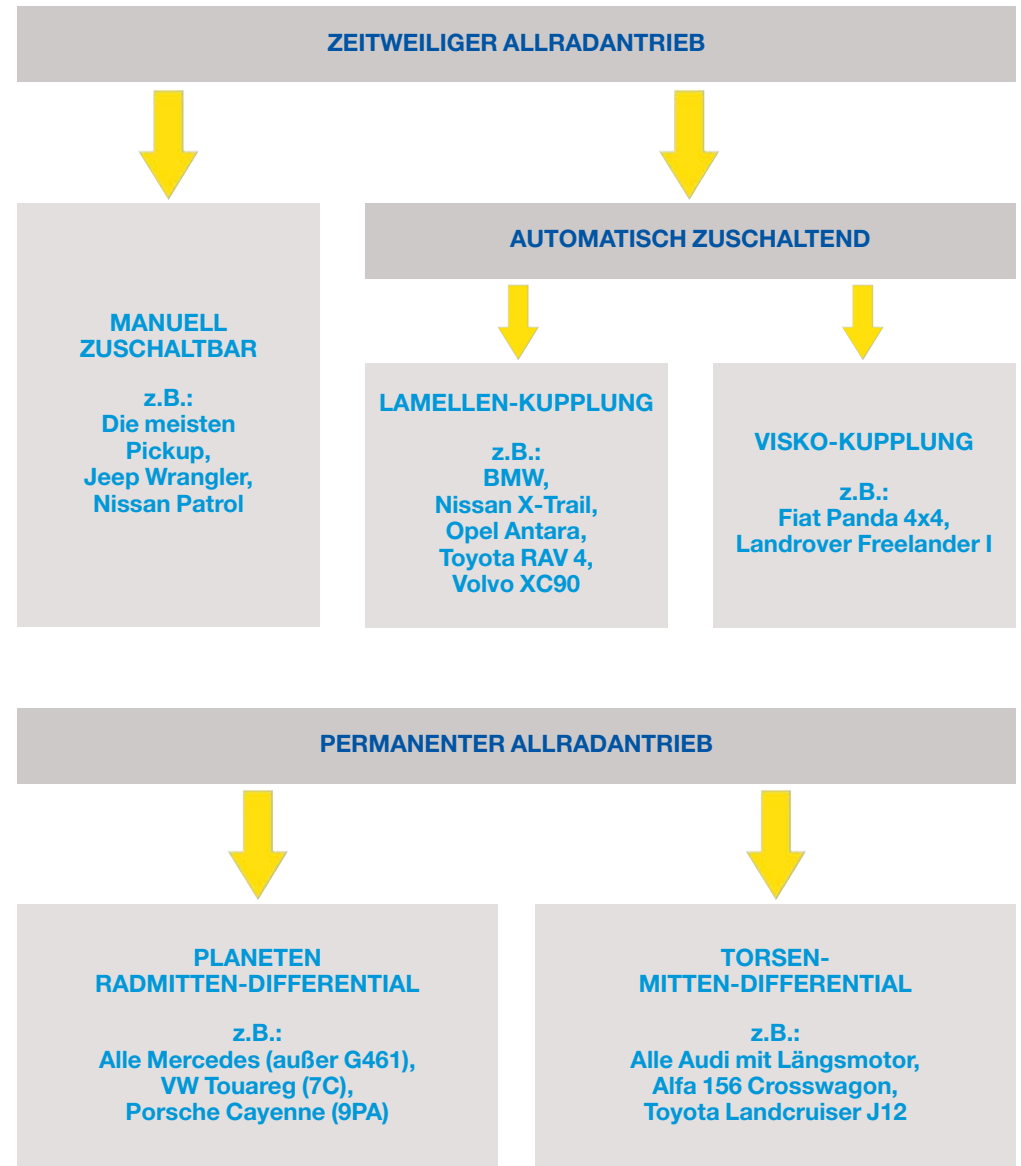 ZEITWEILIGER ALLRADANTRIEB
MANUELL
ZUSCHALTBAR
z.B.:
Die meisten
Pickup,
Jeep Wrangler,
Nissan Patrol
AUTOMATISCH ZUSCHALTEND
LAMELLEN-KUPPLUNG
z.B.:
BMW,
Nissan X-Trail,
Opel Antara,
Toyota RAV 4,
Volvo XC90
VISKO-KUPPLUNG
z.B.:
Fiat Panda 4x4,
Landrover Freelander I
PERMANENTER ALLRADANTRIEB
PLANETEN
RADMITTEN-DIFFERENTIAL
z.B.:
Alle Mercedes (außer G461),
VW Touareg (7C),
Porsche Cayenne (9PA)
TORSEN-
MITTEN-DIFFERENTIAL
z.B.:
Alle Audi mit Längsmotor,
Alfa 156 Crosswagon,
Toyota Landcruiser J12